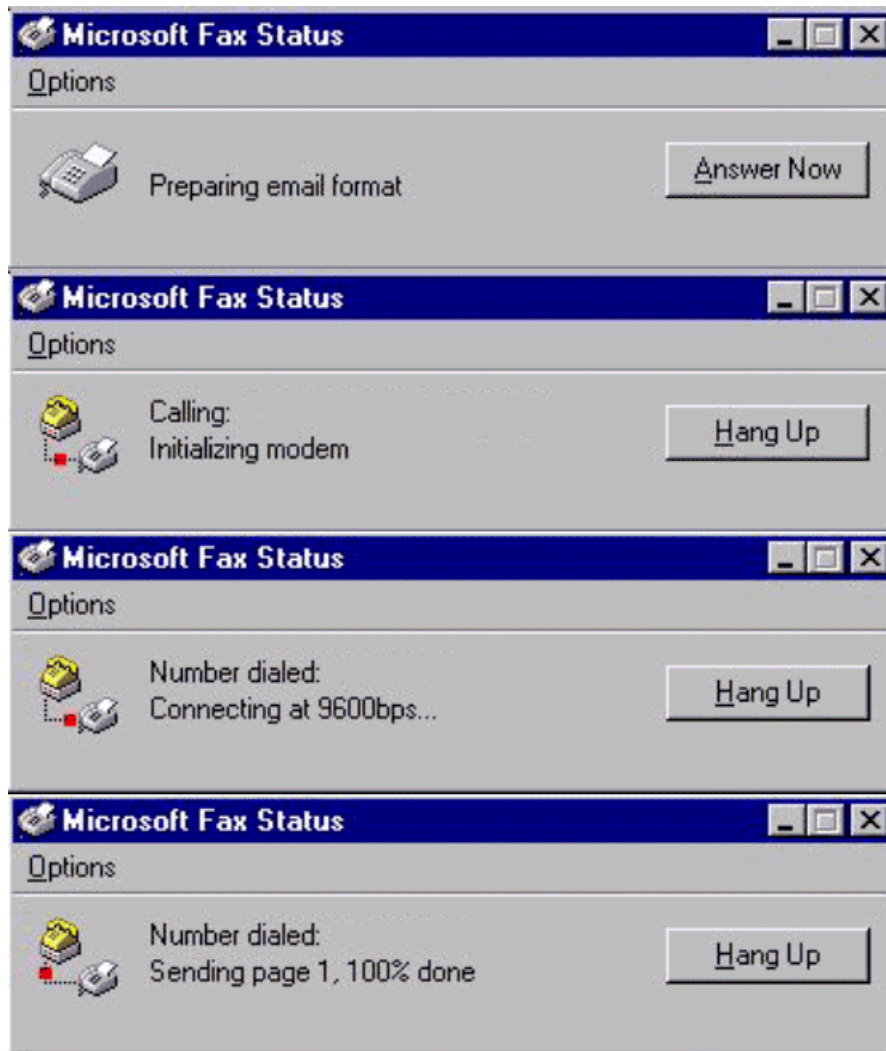 Microsoft Fax Status
Options
Preparing email format
Answer Now
Microsoft Fax Status
Options
Calling:
Initializing modem
Hang Up
Microsoft Fax Status
Options
Number dialed:
Connecting at 9600bps...
Hang Up
Microsoft Fax Status
Options
Number dialed:
Sending page 1, 100% done
Hang Up